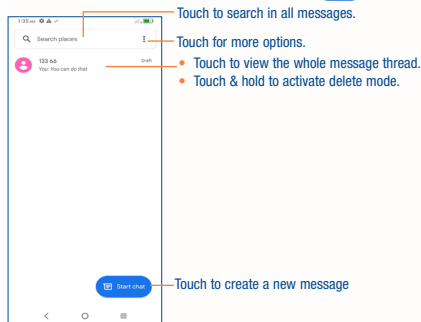 Touch to search in all messages.
1:35 AM
Search places
Touch for more options.
133 66
Draft
You: You can do that
• Touch to view the whole message thread.
• Touch & hold to activate delete mode.
Start chat
Touch to create a new message